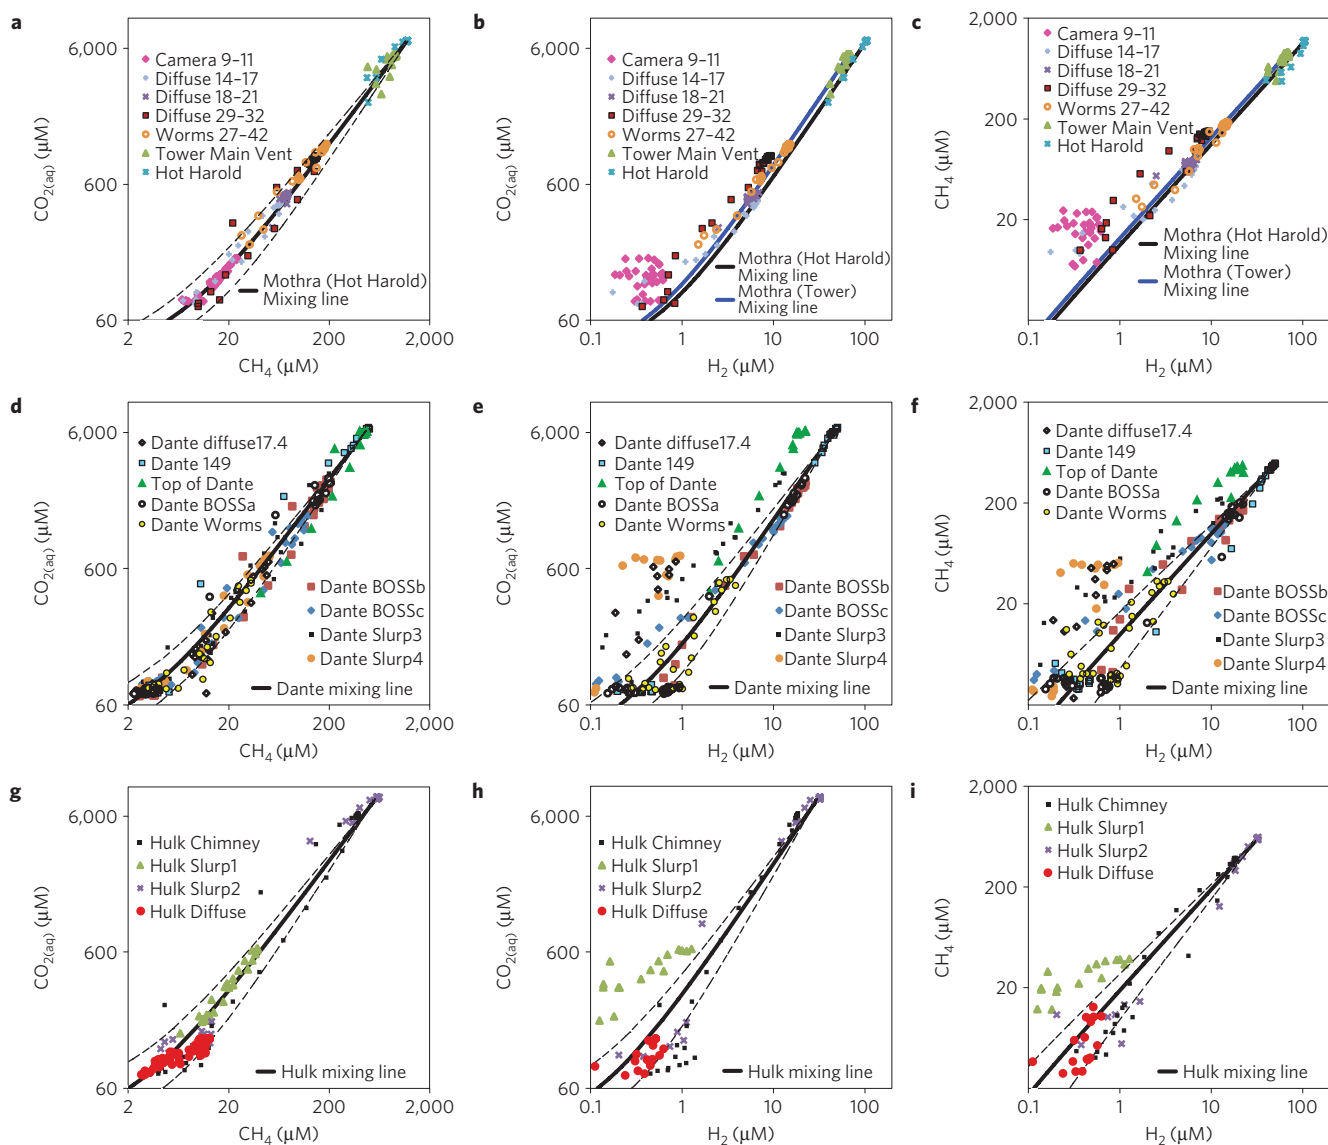 a
6,000
600
60
CO2(aq) (μM)
Camera 9–11
Diffuse 14–17
Diffuse 18–21
Diffuse 29–32
Worms 27–42
Tower Main Vent
Hot Harold
Mothra (Hot Harold)
Mixing line
2
20
200
2,000
CH4 (μM)
b
6,000
600
60
CO2(aq) (μM)
Camera 9–11
Diffuse 14–17
Diffuse 18–21
Diffuse 29–32
Worms 27–42
Tower Main Vent
Hot Harold
Mothra (Hot Harold)
Mixing line
Mothra (Tower)
Mixing line
0.1
1
10
100
H2 (μM)
c
2,000
200
20
CH4 (μM)
Camera 9–11
Diffuse 14–17
Diffuse 18–21
Diffuse 29–32
Worms 27–42
Tower Main Vent
Hot Harold
Mothra (Hot Harold)
Mixing line
Mothra (Tower)
Mixing line
0.1
1
10
100
H2 (μM)
d
6,000
600
60
CO2(aq) (μM)
Dante diffuse17.4
Dante 149
Top of Dante
Dante BOSSa
Dante Worms
Dante BOSSb
Dante BOSSc
Dante Slurp3
Dante Slurp4
Dante mixing line
2
20
200
2,000
CH4 (μM)
e
6,000
600
60
CO2(aq) (μM)
Dante diffuse17.4
Dante 149
Top of Dante
Dante BOSSa
Dante Worms
Dante BOSSb
Dante BOSSc
Dante Slurp3
Dante Slurp4
Dante mixing line
0.1
1
10
100
H2 (μM)
f
2,000
200
20
CH4 (μM)
Dante diffuse17.4
Dante 149
Top of Dante
Dante BOSSa
Dante Worms
Dante BOSSb
Dante BOSSc
Dante Slurp3
Dante Slurp4
Dante mixing line
0.1
1
10
100
H2 (μM)
g
6,000
600
60
CO2(aq) (μM)
Hulk Chimney
Hulk Slurp1
Hulk Slurp2
Hulk Diffuse
Hulk mixing line
2
20
200
2,000
CH4 (μM)
h
6,000
600
60
CO2(aq) (μM)
Hulk Chimney
Hulk Slurp1
Hulk Slurp2
Hulk Diffuse
Hulk mixing line
0.1
1
10
100
H2 (μM)
i
2,000
200
20
CH4 (μM)
Hulk Chimney
Hulk Slurp1
Hulk Slurp2
Hulk Diffuse
Hulk mixing line
0.1
1
10
100
H2 (μM)